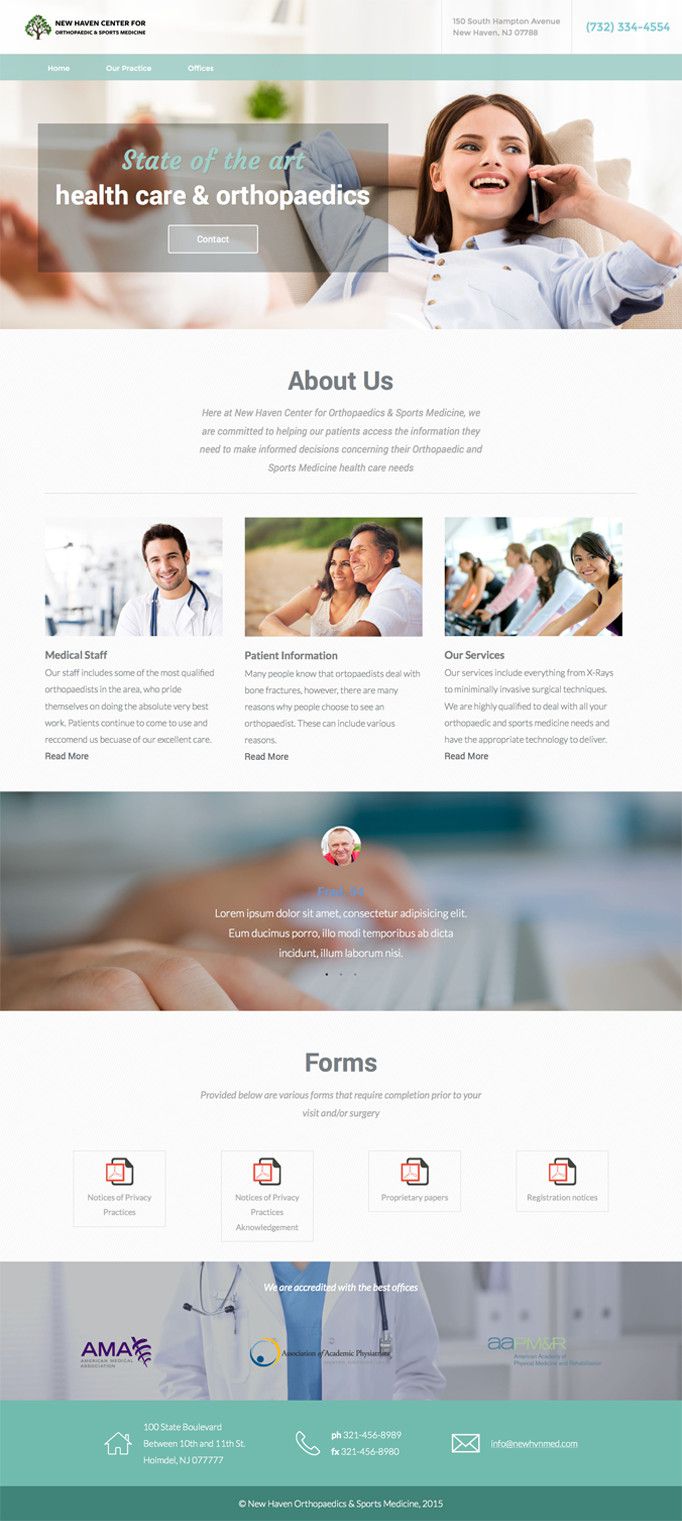 NEW HAVEN CENTER FOR
ORTHOPAEDIC & SPORTS MEDICINE
150 South Hampton Avenue
New Haven, NJ 07788
(732) 334-4554
Home
Our Practice
Offices
State of the art
health care & orthopaedics
Contact
About Us
Here at New Haven Center for Orthopaedics & Sports Medicine, we
are committed to helping our patients access the information they
need to make informed decisions concerning their Orthopaedic and
Sports Medicine health care needs
Medical Staff
Our staff includes some of the most qualified
orthopaedists in the area, who pride
themselves on doing the absolute very best
work. Patients continue to come to use and
reccomend us becuase of our excellent care.
Read More
Patient Information
Many people know that ortopaedists deal with
bone fractures, however, there are many
reasons why people choose to see an
orthopaedist. These can include various
reasons.
Read More
Our Services
Our services include everything from X-Rays
to miniminally invasive surgical techniques.
We are highly qualified to deal with all your
orthopaedic and sports medicine needs and
have the appropriate technology to deliver.
Read More
Lorem ipsum dolor sit amet, consectetur adipisicing elit.
Eum ducimus porro, illo modi temporibus ab dicta
incidunt, illum laborum nisi.
Forms
Provided below are various forms that require completion prior to your
visit and/or surgery
Notices of Privacy
Practices
Notices of Privacy
Practices
Aknowledgement
Proprietary papers
Registration notices
We are accredited with the best offices
AMA
AMERICAN MEDICAL
ASSOCIATION
Association of Academic Physiatrists
aaPM&R
American Academy of
Physical Medicine and Rehabilitation
100 State Boulevard
Between 10th and 11th St.
Holmdel, NJ 077777
ph 321-456-8989
fx 321-456-8980
info@newhvnmed.com
© New Haven Orthopaedics & Sports Medicine, 2015